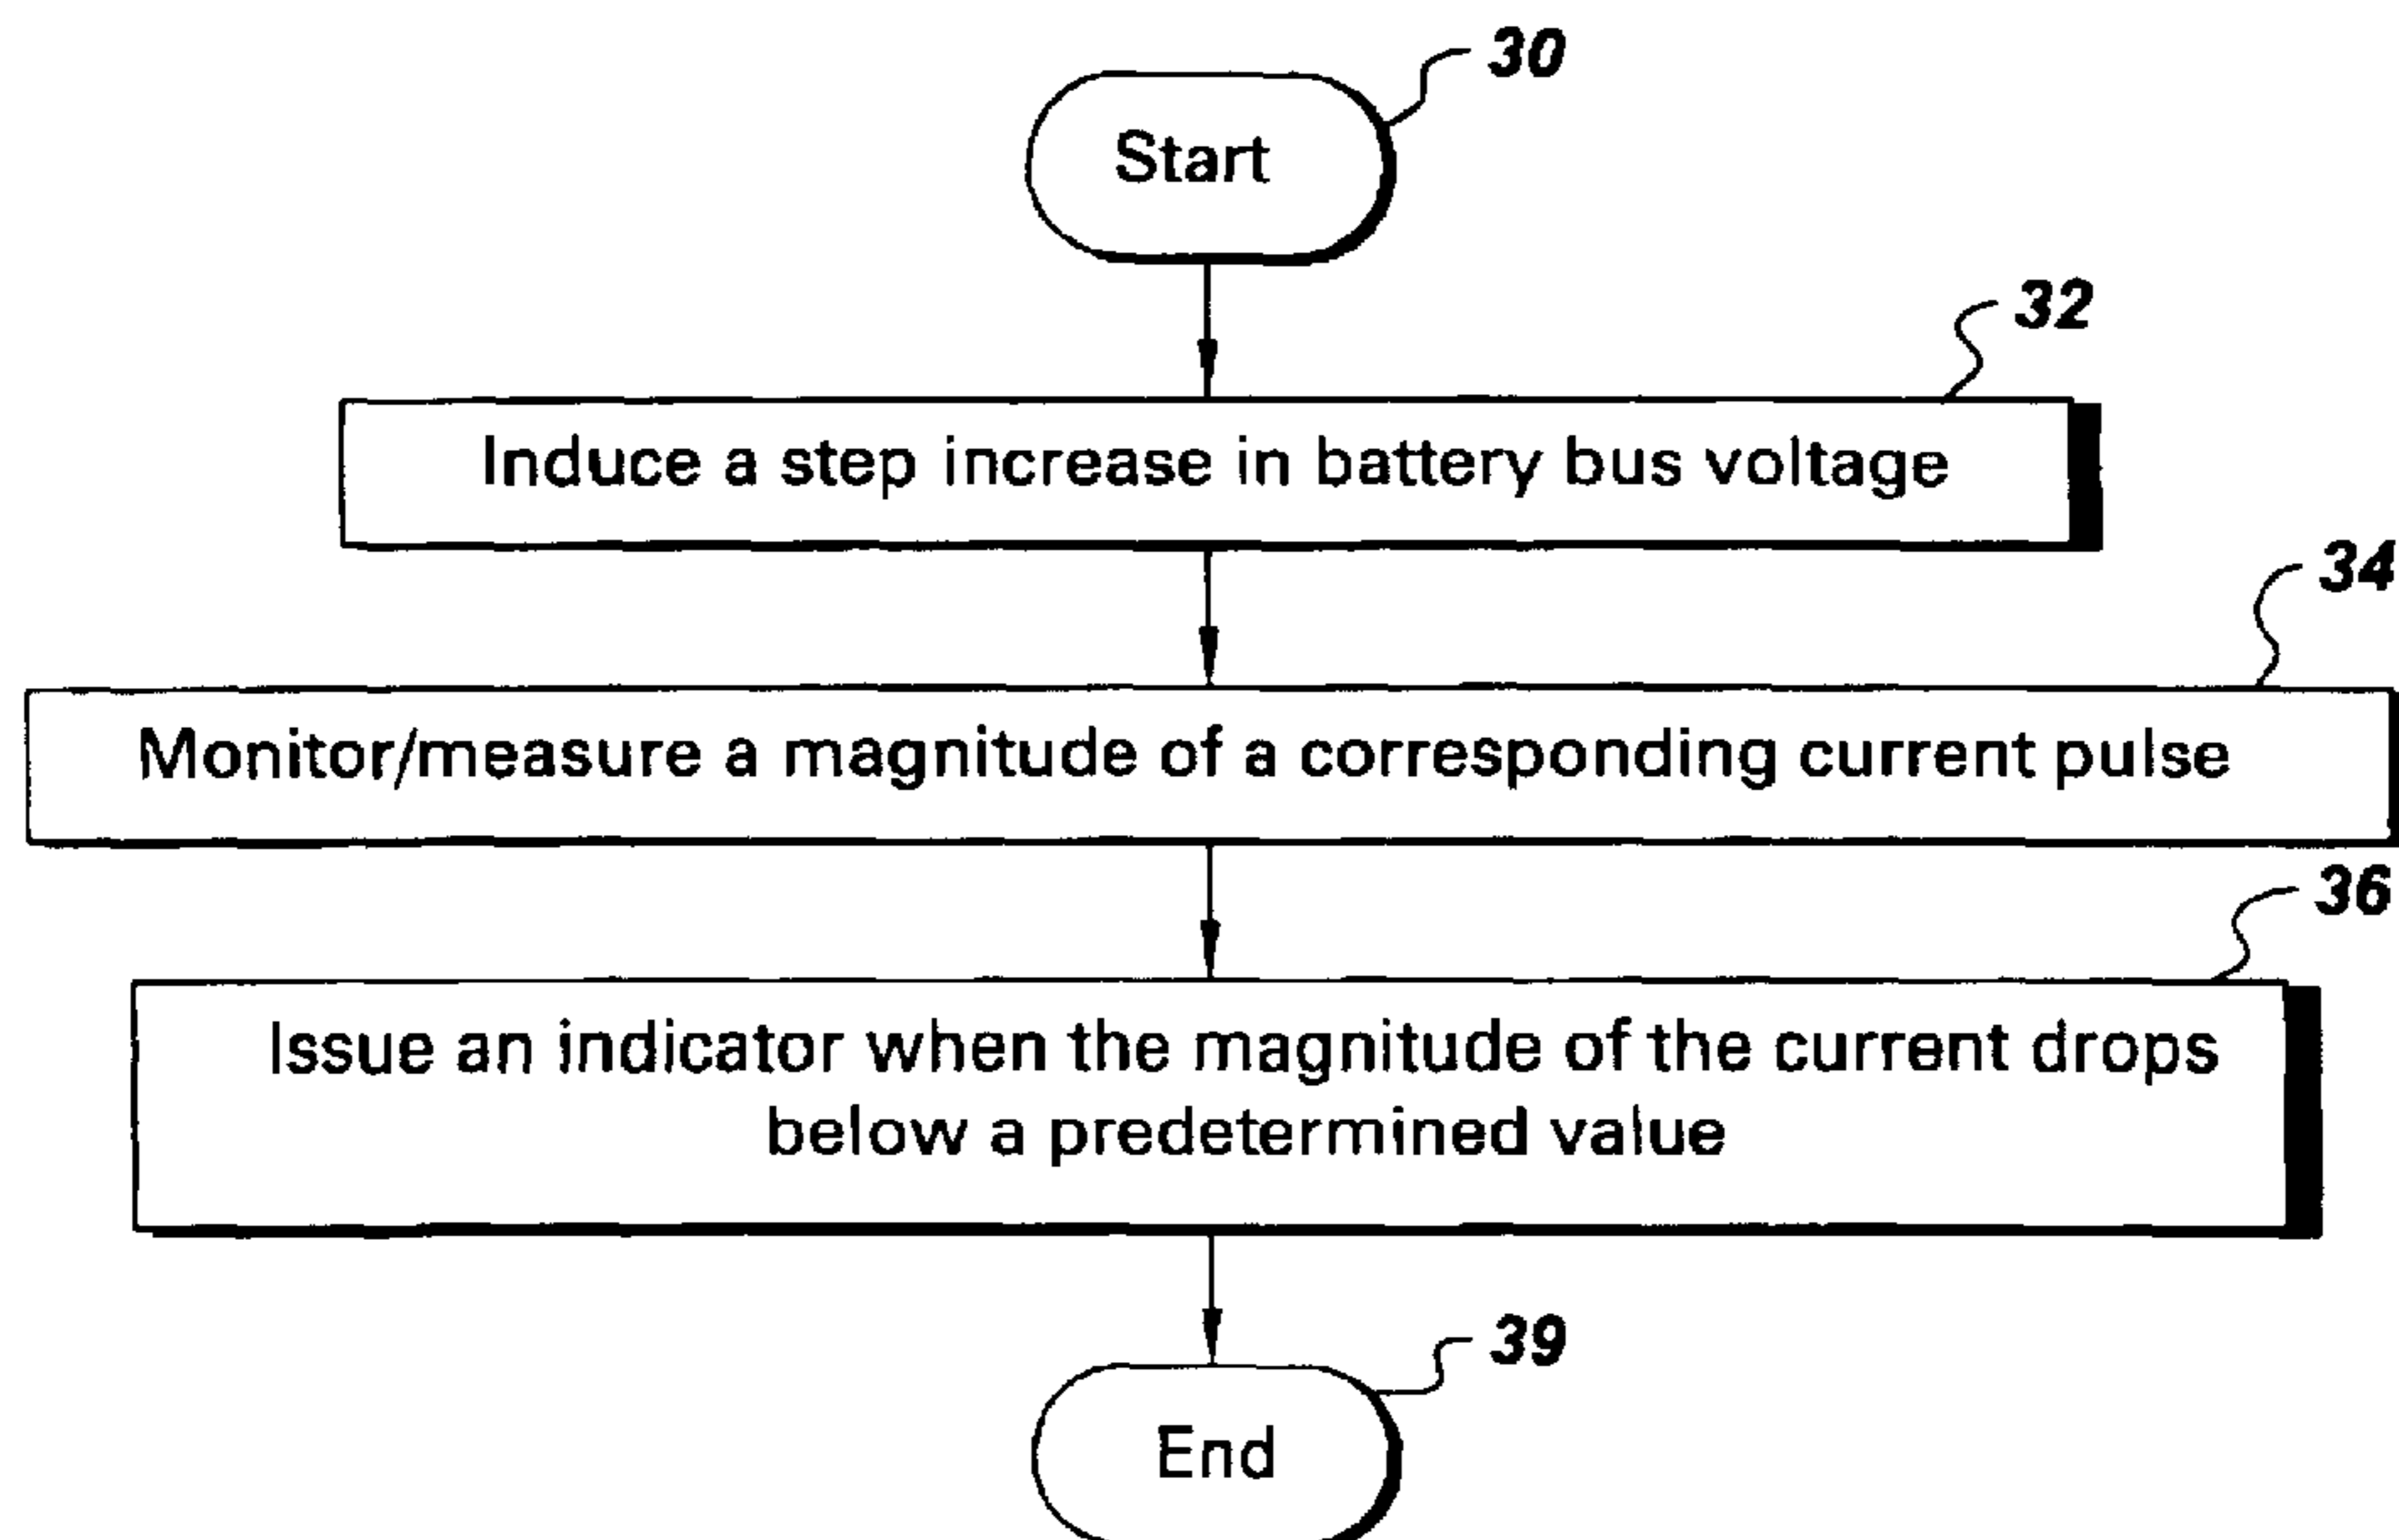 30
Start
32
Induce a step increase in battery bus voltage
34
Monitor/measure a magnitude of a corresponding current pulse
36
Issue an indicator when the magnitude of the current drops
below a predetermined value
39
End